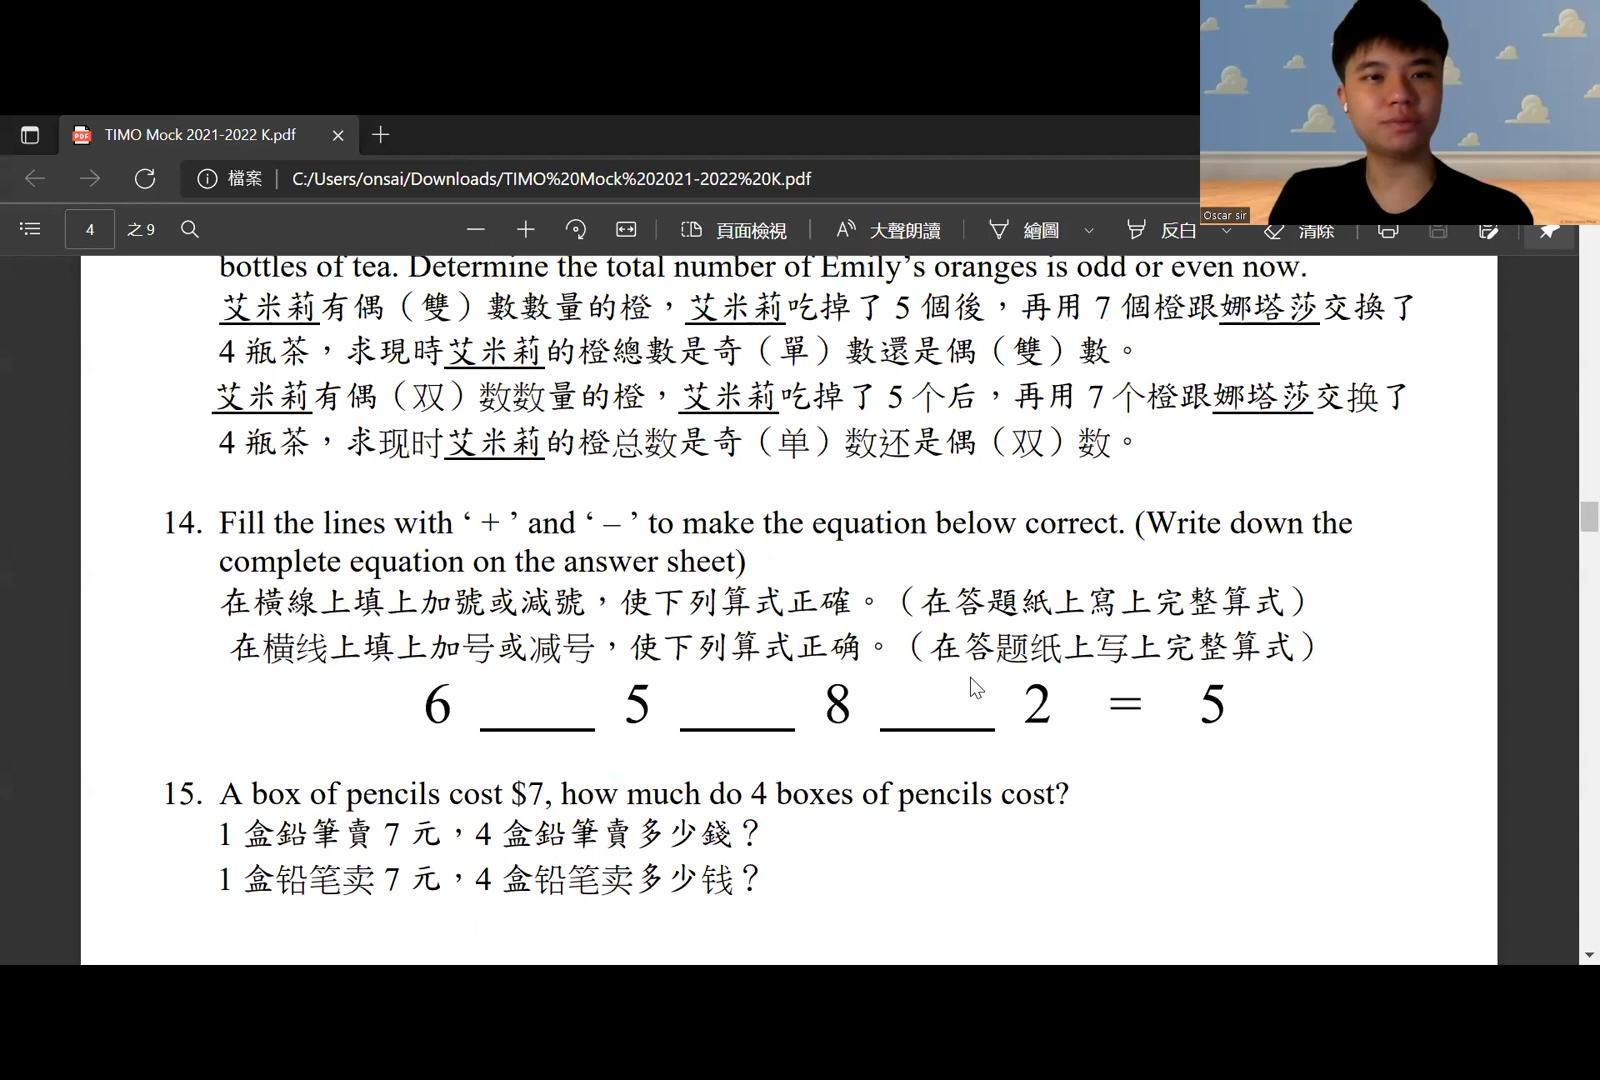 TIMO Mock 2021-2022 K.pdf
檔案 C:/Users/onsai/Downloads/TIMO%20Mock%202021-2022%20K.pdf
Oscar sir
4 之 9 頁面檢視 大聲朗讀 繪圖 反白 清除
bottles of tea. Determine the total number of Emily’s oranges is odd or even now.
艾米莉有偶（雙）數數量的橙，艾米莉吃掉了 5 個後，再用 7 個橙跟娜塔莎交換了
4 瓶茶，求現時艾米莉的橙總數是奇（單）數還是偶（雙）數。
艾米莉有偶（双）数数量的橙，艾米莉吃掉了 5 个后，再用 7 个橙跟娜塔莎交换了
4 瓶茶，求现时艾米莉的橙总数是奇（单）数还是偶（双）数。
14. Fill the lines with ‘ + ’ and ‘ – ’ to make the equation below correct. (Write down the
complete equation on the answer sheet)
在橫線上填上加號或減號，使下列算式正確。（在答題紙上寫上完整算式）
在横线上填上加号或减号，使下列算式正确。（在答题纸上写上完整算式）
6 ____ 5 ____ 8 ____ 2 = 5
15. A box of pencils cost $7, how much do 4 boxes of pencils cost?
1 盒鉛筆賣 7 元，4 盒鉛筆賣多少錢？
1 盒铅笔卖 7 元，4 盒铅笔卖多少钱？